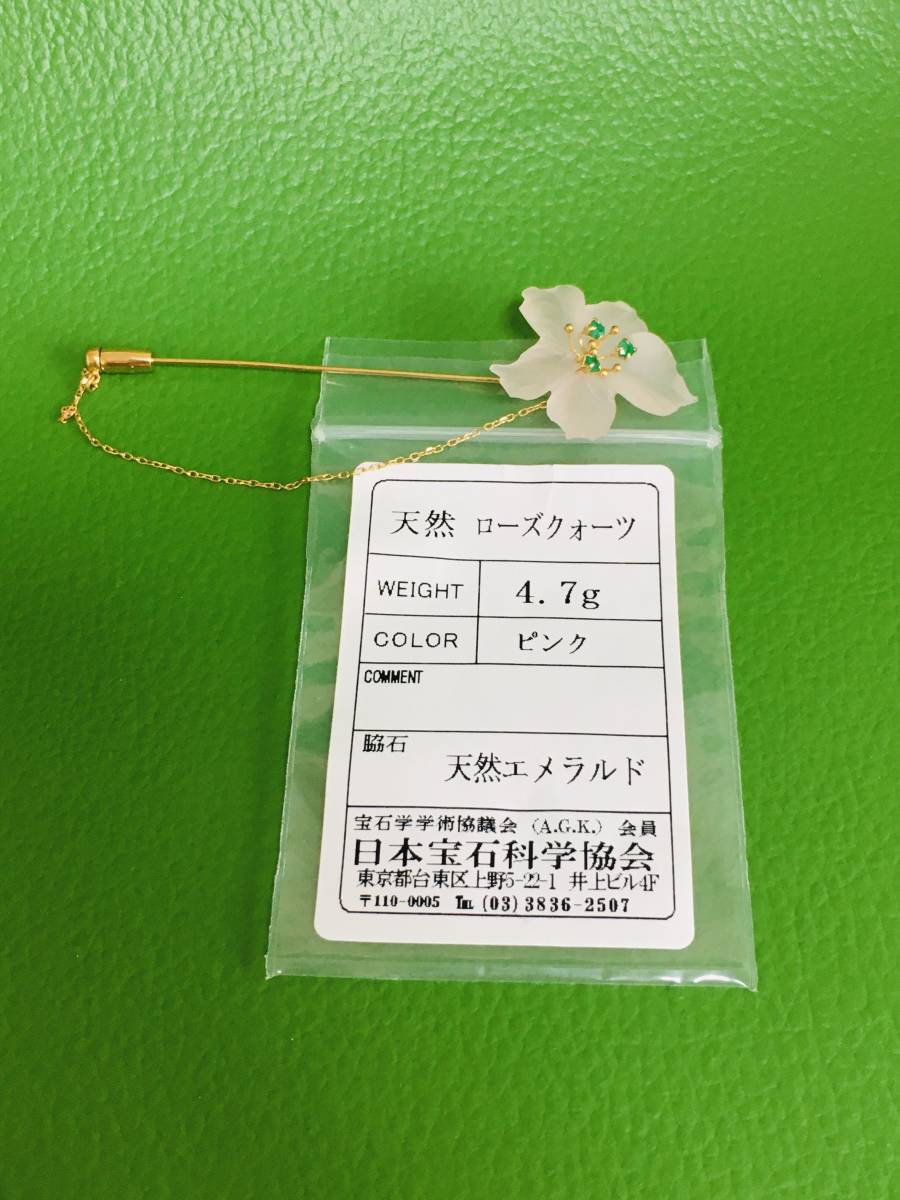 天然 ローズクォーツ
WEIGHT 4.7g
COLOR ピンク
COMMENT
脇石
天然エメラルド
宝石学学術協議会 (A.G.K.) 会員
日本宝石科学協会
東京都台東区上野5-22-1 井上ビル4F
〒110-0005 TEL (03)3836-2507